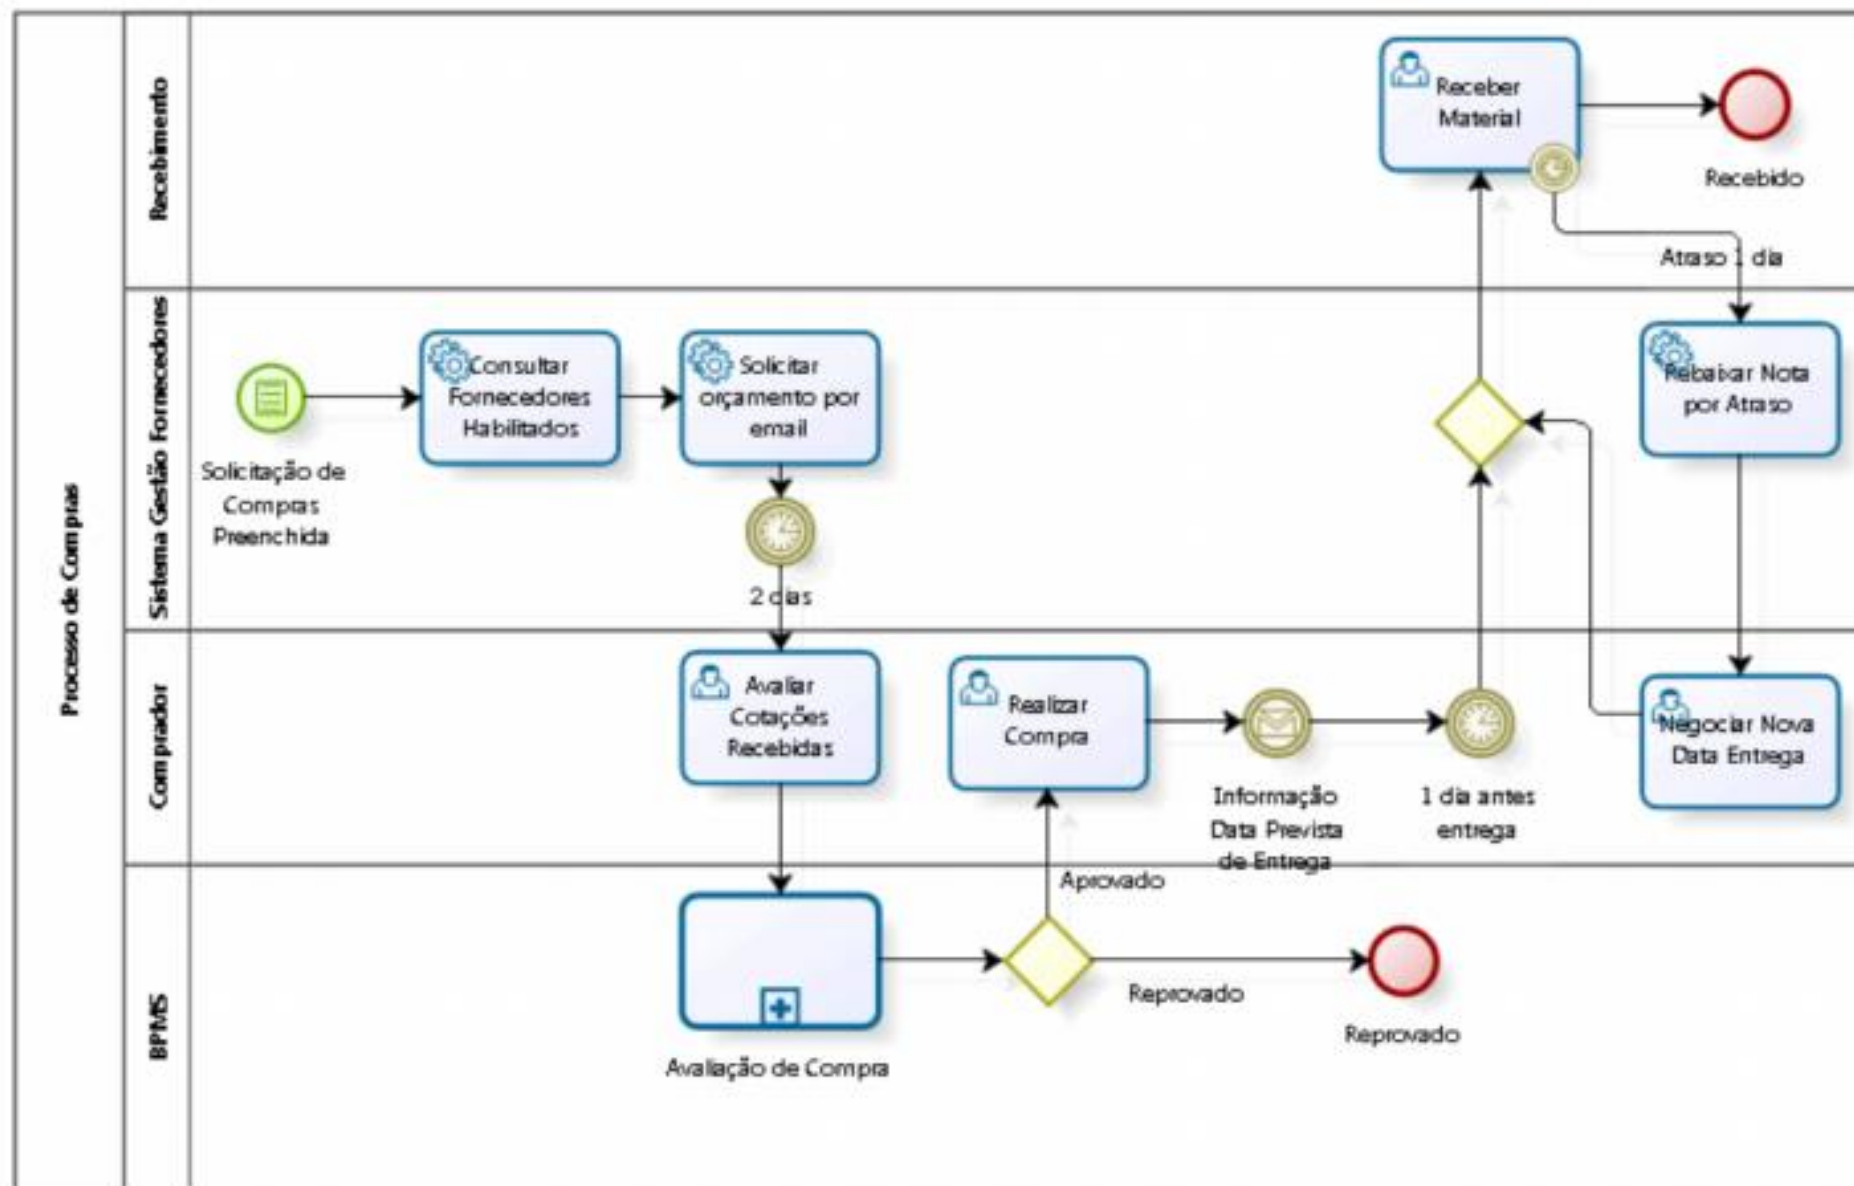 Processo de Compras
Recebimento
Receber
Material
Recebido
Atraso 1 dia
Sistema Gestão Fornecedores
Solicitação de
Compras
Preenchida
Consultar
Fornecedores
Habilitados
Solicitar
orçamento por
email
2 dias
Rebaixar Nota
por Atraso
Comprador
Avaliar
Cotações
Recebidas
Realizar
Compra
Informação
Data Prevista
de Entrega
1 dia antes
entrega
Negociar Nova
Data Entrega
BPMS
Avaliação de Compra
Aprovado
Reprovado
Reprovado